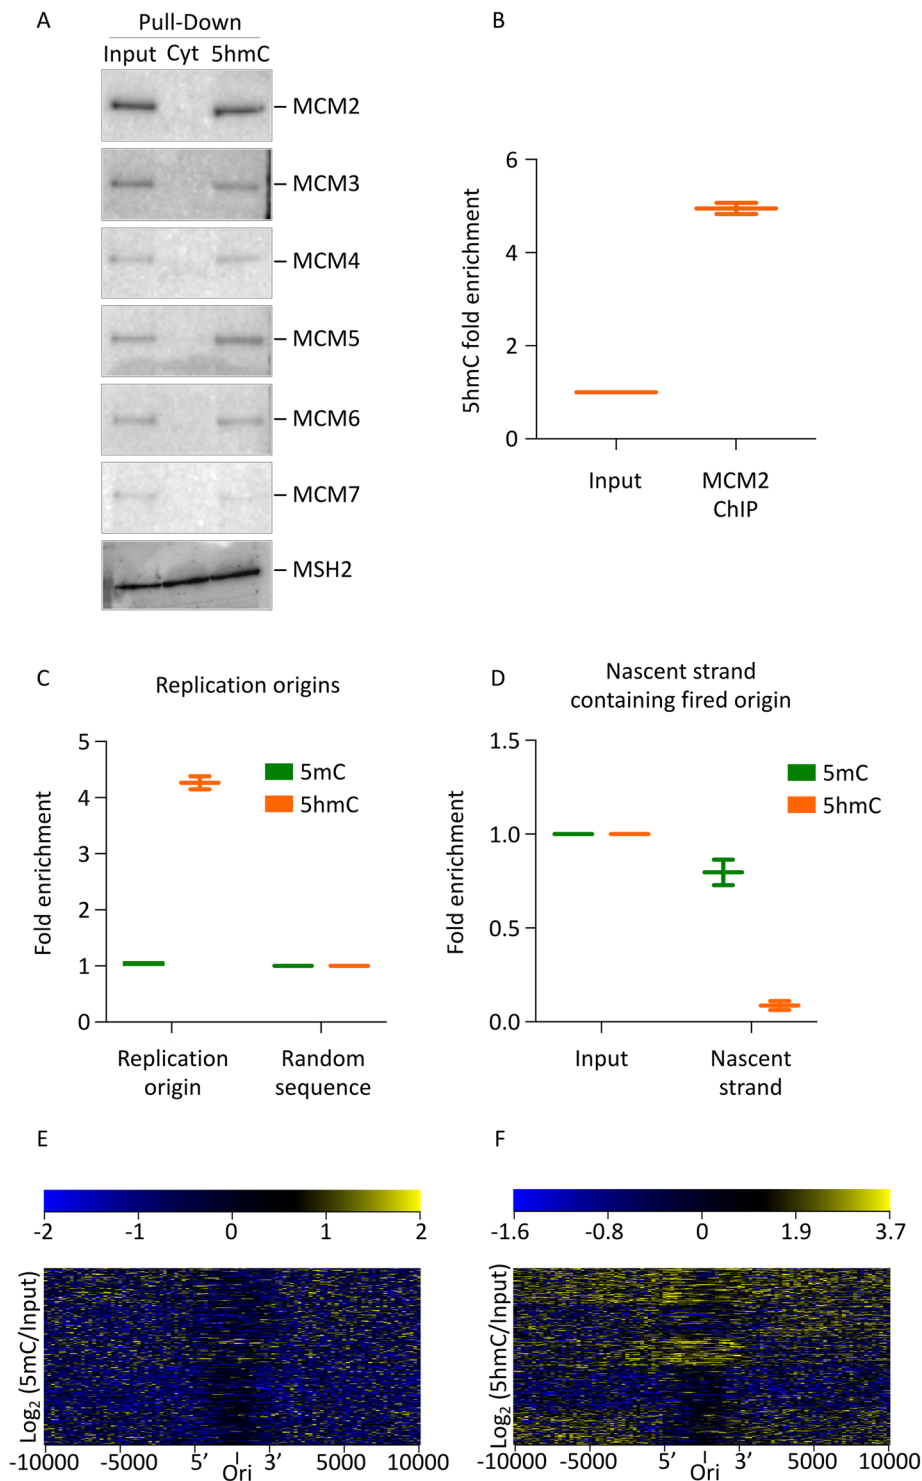 A
Pull-Down
Input Cyt 5hmC
MCM2
MCM3
MCM4
MCM5
MCM6
MCM7
MSH2
B
5hmC fold enrichment
6
4
2
0
Input
MCM2
ChIP
C
Replication origins
Fold enrichment
5
4
3
2
1
0
5mC
5hmC
Replication
origin
Random
sequence
D
Nascent strand
containing fired origin
Fold enrichment
1.5
1.0
0.5
0.0
5mC
5hmC
Input
Nascent
strand
E
-2 -1 0 1 2
Log₂ (5mC/Input)
-10000 -5000 5’ Ori 3’ 5000 10000
F
-1.6 -0.8 0 1.9 3.7
Log₂ (5hmC/Input)
-10000 -5000 5’ Ori 3’ 5000 10000